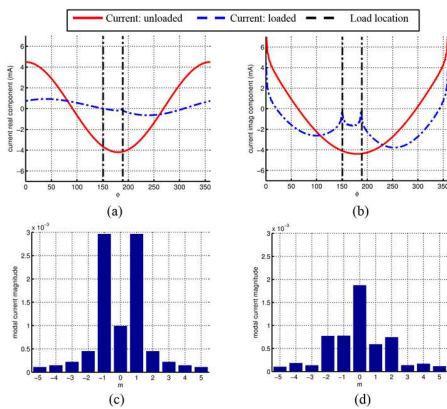 Current: unloaded Current: loaded Load location
current real component (mA)
6
4
2
0
−2
−4
−6
0 50 100 150 200 250 300 350
ϕ
(a)
current imag component (mA)
6
4
2
0
−2
−4
−6
0 50 100 150 200 250 300 350
ϕ
(b)
x 10⁻³
modal current magnitude
3
2.5
2
1.5
1
0.5
0
−5 −4 −3 −2 −1 0 1 2 3 4 5
m
(c)
x 10⁻³
modal current magnitude
3
2.5
2
1.5
1
0.5
0
−5 −4 −3 −2 −1 0 1 2 3 4 5
m
(d)